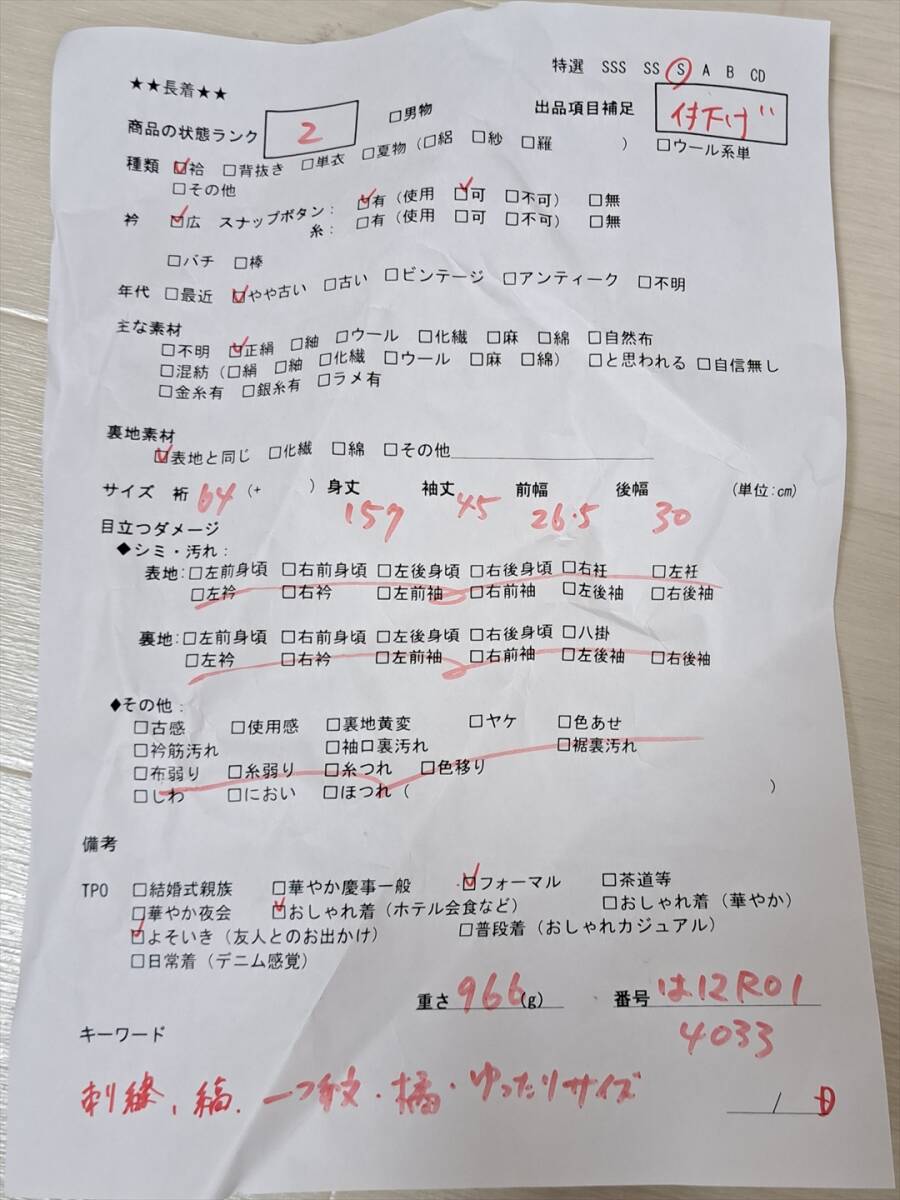 特選 SSS SS S A B CD
★★長着★★
商品の状態ランク 2 □男物 出品項目補足 付下げ
種類 ☑袷 □背抜き □単衣 □夏物(□絽 □紗 □羅 ) □ウール系単
□その他
衿 ☑広 スナップボタン: ☑有(使用 ☑可 □不可) □無
糸: □有(使用 □可 □不可) □無
□バチ □棒
年代 □最近 ☑やや古い □古い □ビンテージ □アンティーク □不明
主な素材
□不明 ☑正絹 □紬 □ウール □化繊 □麻 □綿 □自然布
□混紡(□絹 □紬 □化繊 □ウール □麻 □綿) □と思われる □自信無し
□金糸有 □銀糸有 □ラメ有
裏地素材
☑表地と同じ □化繊 □綿 □その他
サイズ 裄 64 (+ ) 身丈 157 袖丈 45 前幅 26.5 後幅 30 (単位:cm)
目立つダメージ
◆シミ・汚れ:
表地:□左前身頃 □右前身頃 □左後身頃 □右後身頃 □右衽 □左衽
□左衿 □右衿 □左前袖 □右前袖 □左後袖 □右後袖
裏地:□左前身頃 □右前身頃 □左後身頃 □右後身頃 □八掛
□左衿 □右衿 □左前袖 □右前袖 □左後袖 □右後袖
◆その他:
□古感 □使用感 □裏地黄変 □ヤケ □色あせ
□衿筋汚れ □袖口裏汚れ □裾裏汚れ
□布弱り □糸弱り □糸つれ □色移り
□しわ □におい □ほつれ( )
備考
TPO □結婚式親族 □華やか慶事一般 ☑フォーマル □茶道等
□華やか夜会 ☑おしゃれ着(ホテル会食など) □おしゃれ着(華やか)
☑よそいき(友人とのお出かけ) □普段着(おしゃれカジュアル)
□日常着(デニム感覚)
重さ 966 (g) 番号 は12R01
4033
キーワード
刺繍、縞、一つ紋・橘・ゆったりサイズ
/